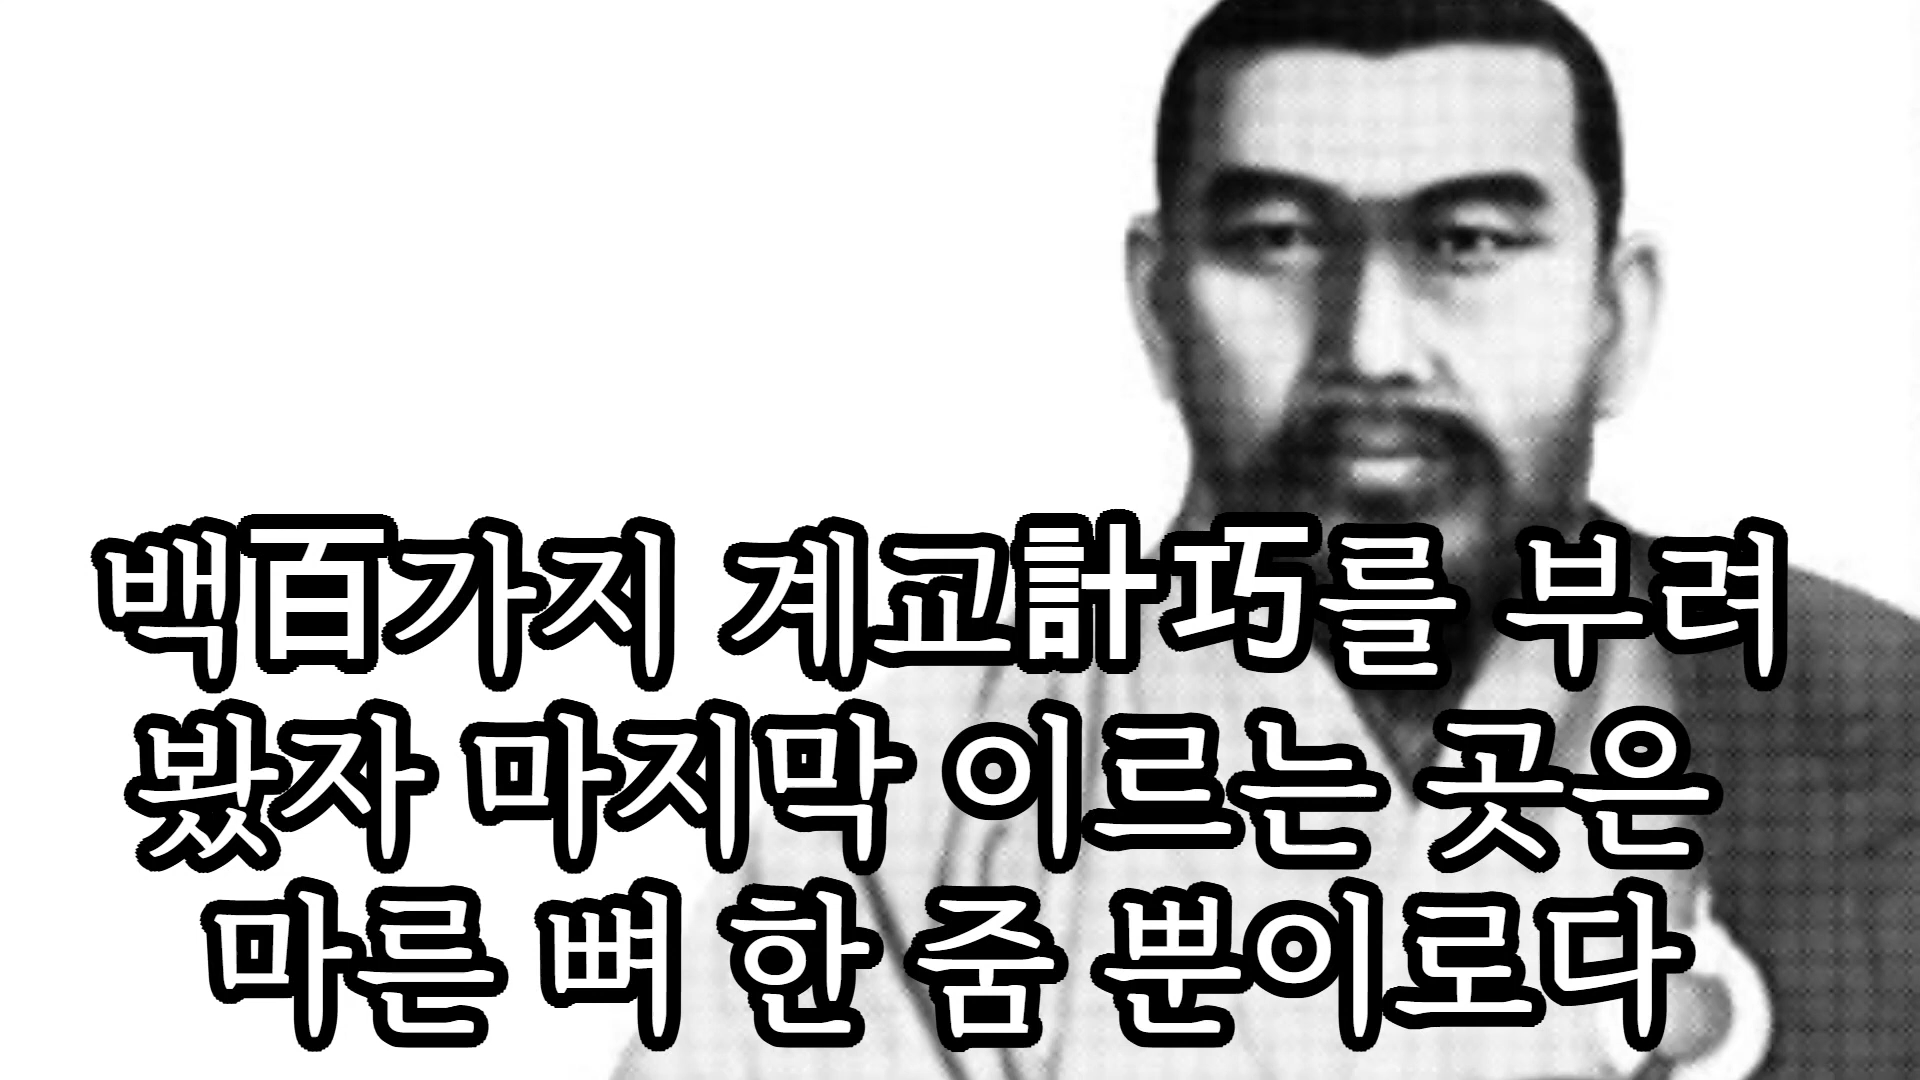 백百가지 계교計巧를 부려
봤자 마지막 이르는 곳은
마른 뼈 한 줌 뿐이로다